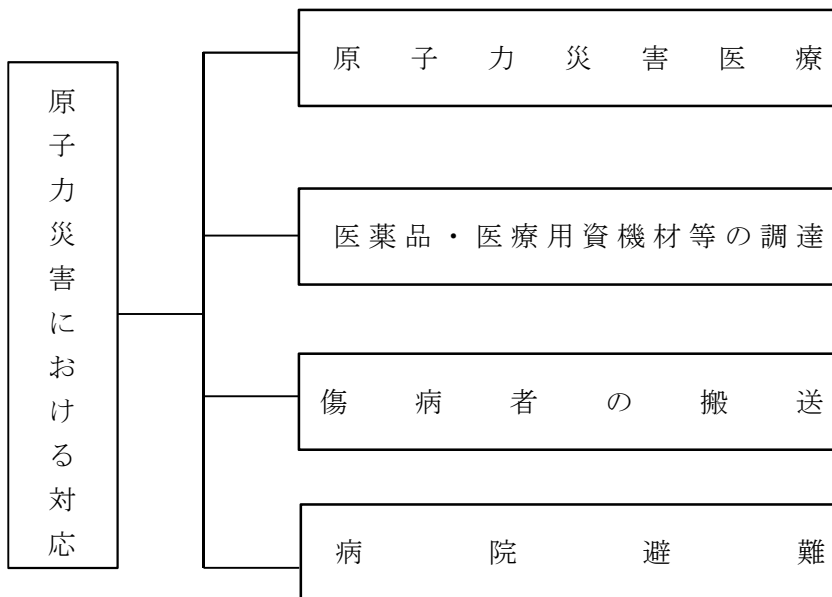 原子力災害における対応
原子力災害医療
医薬品・医療用資機材等の調達
傷病者の搬送
病院避難